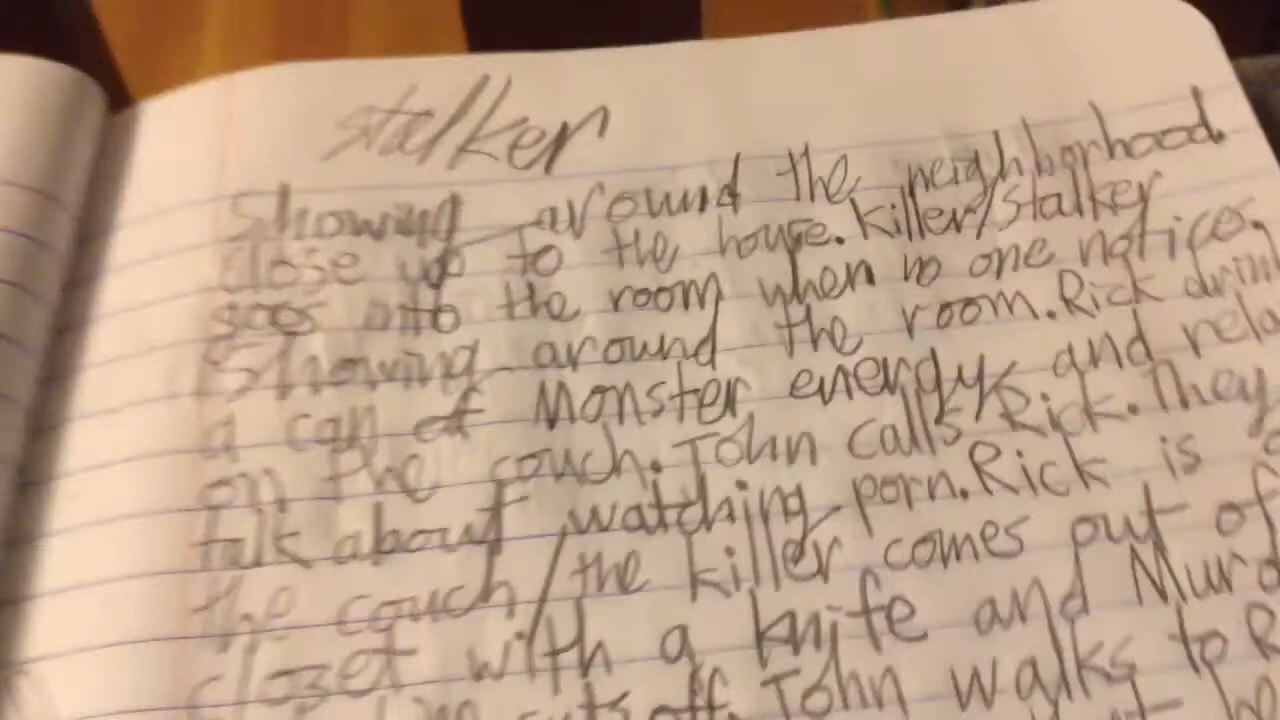 stalker
Showing around the neighborhood.
Close up to the house. Killer/Stalker
goes into the room when no one notices.
Showing around the room. Rick drin
a can of Monster energy, and rela
on the couch. John calls Rick. They
talk about watching porn. Rick is
the couch/the killer comes out of
closet with a knife and Murd
off. John walks to R